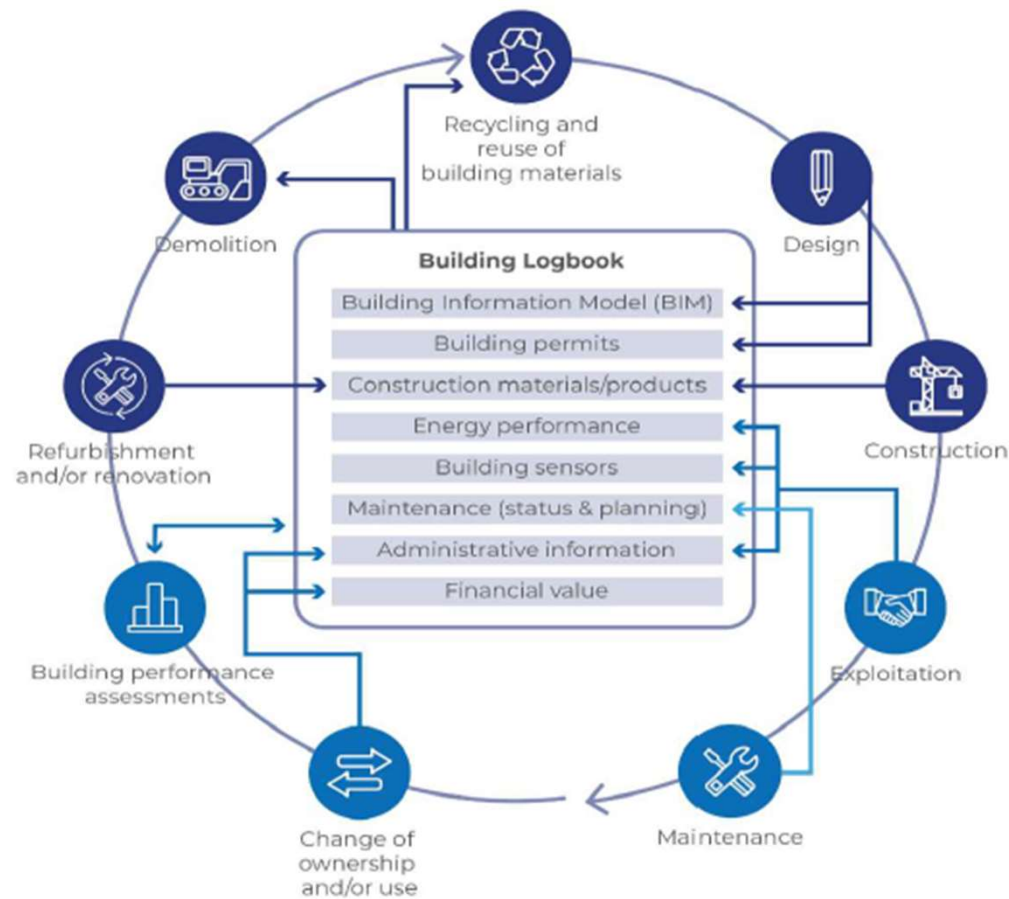 Recycling and
reuse of
building materials
Demolition
Design
Building Logbook
Building Information Model (BIM)
Building permits
Construction materials/products
Energy performance
Building sensors
Maintenance (status & planning)
Administrative information
Financial value
Refurbishment
and/or renovation
Construction
Building performance
assessments
Exploitation
Change of
ownership
and/or use
Maintenance